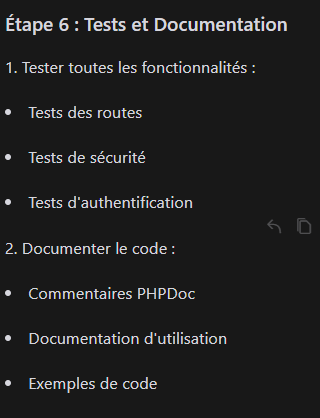 Étape 6 : Tests et Documentation
1. Tester toutes les fonctionnalités :
• Tests des routes
• Tests de sécurité
• Tests d'authentification
2. Documenter le code :
• Commentaires PHPDoc
• Documentation d'utilisation
• Exemples de code